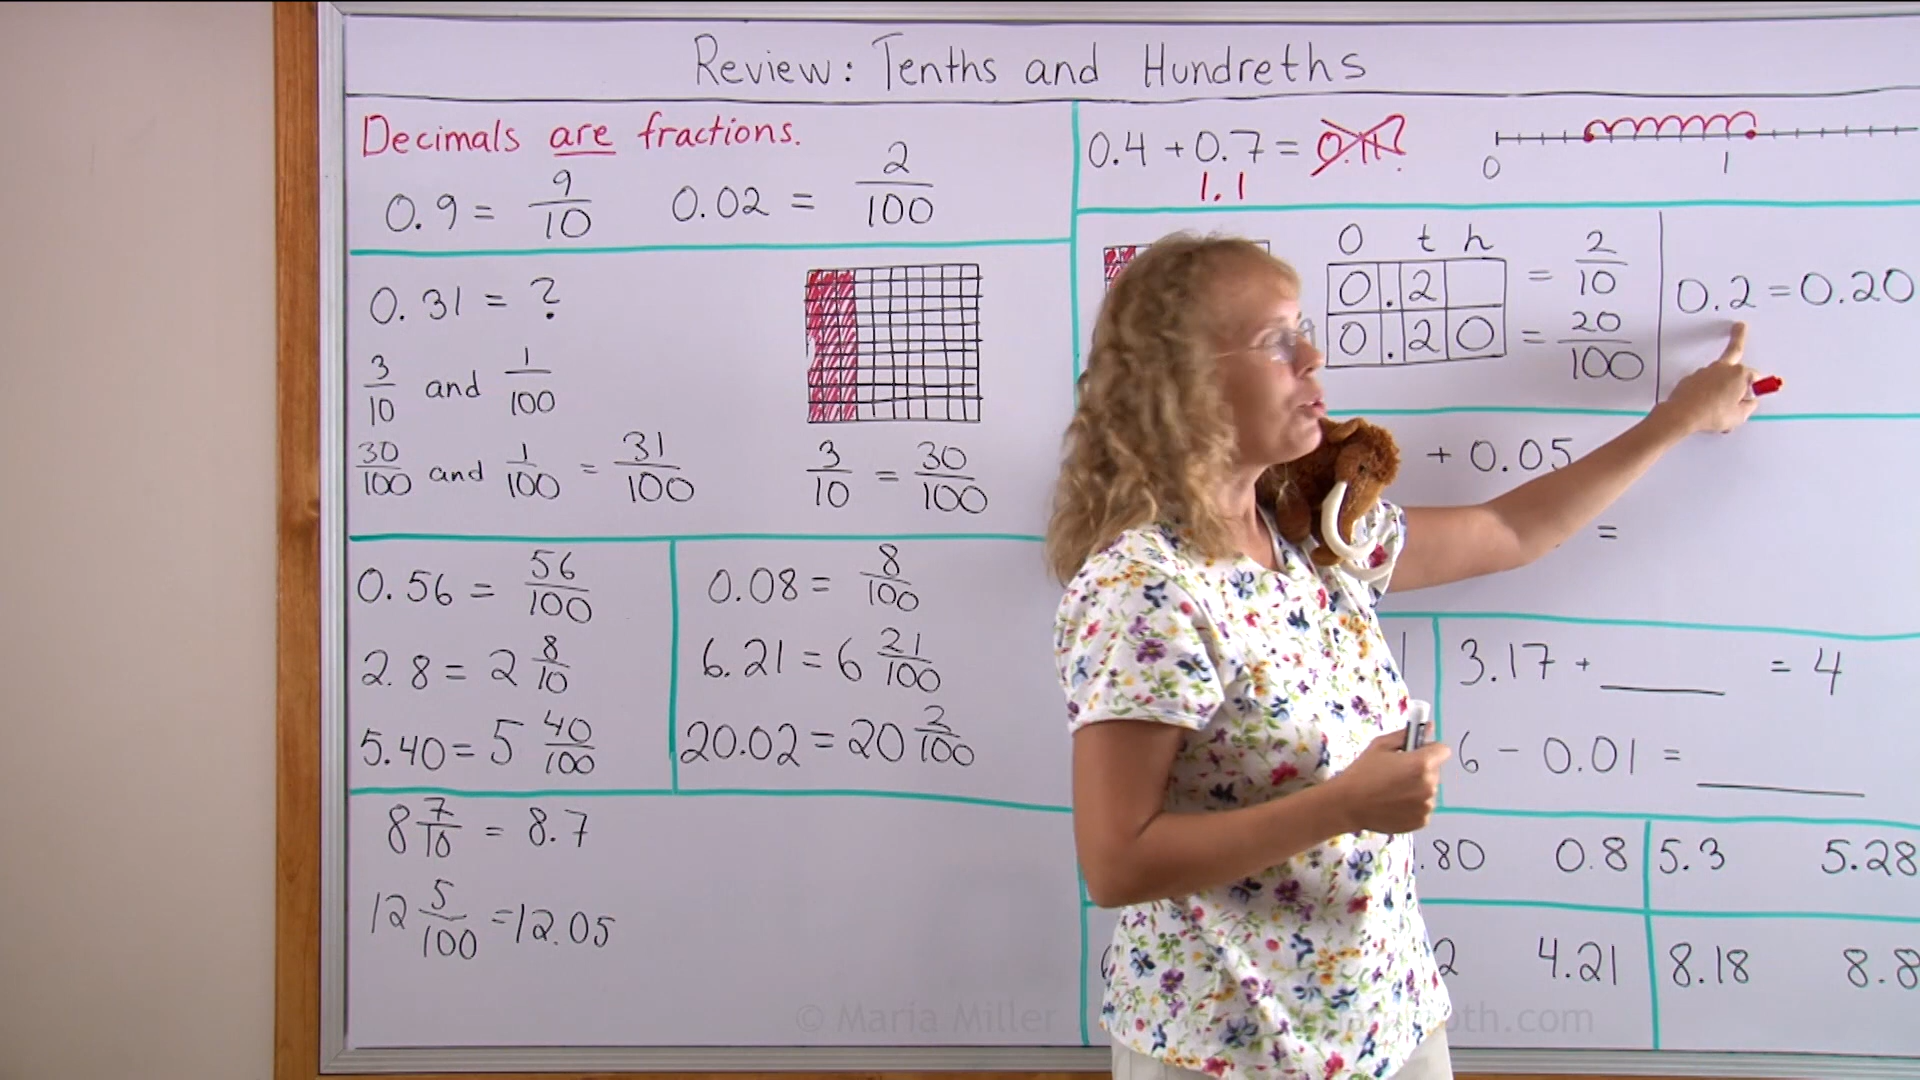 Review: Tenths and Hundreths
Decimals are fractions.
0.9 = 9/10
0.02 = 2/100
0.31 = ?
3/10 and 1/100
30/100 and 1/100 = 31/100
3/10 = 30/100
0.56 = 56/100
2.8 = 2 8/10
5.40 = 5 40/100
0.08 = 8/100
6.21 = 6 21/100
20.02 = 20 2/100
8 7/10 = 8.7
12 5/100 = 12.05
0.4 + 0.7 = 0.11
1.1
0 1
O t h
0.2 = 2/10
0.20 = 20/100
0.2 = 0.20
+ 0.05
=
3.17 + ____ = 4
6 - 0.01 = ____
.80 0.8
5.3 5.28
2 4.21
8.18 8.8
© Maria Miller